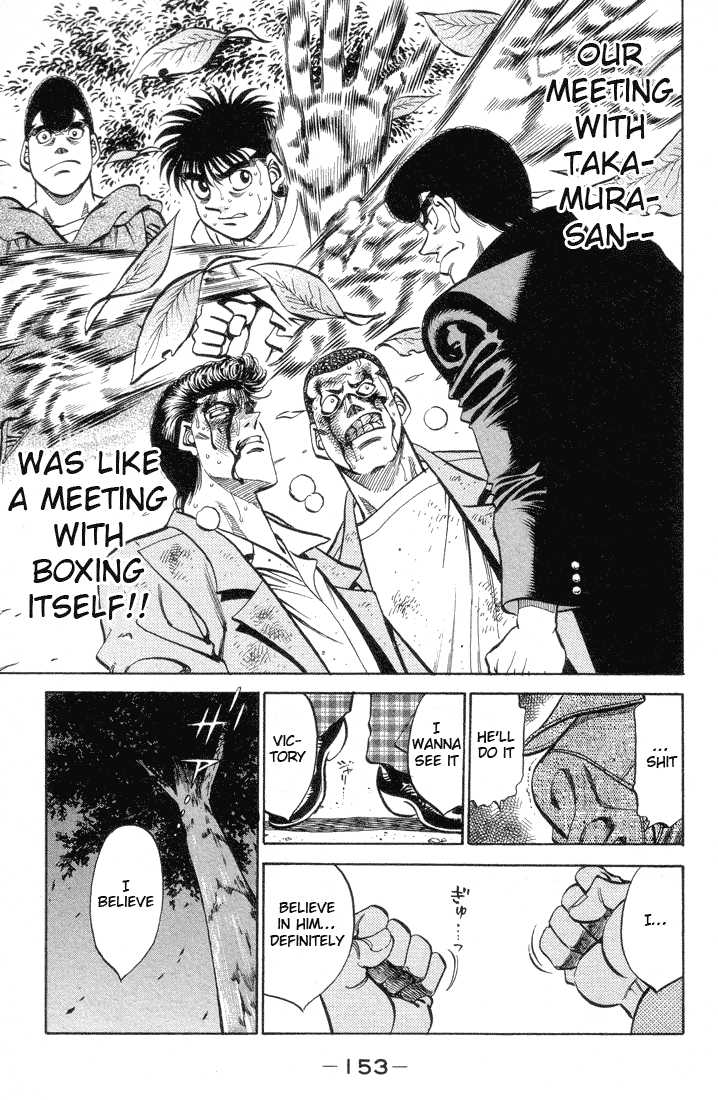 OUR
MEETING
WITH
TAKA-
MURA-
SAN--
WAS LIKE
A MEETING
WITH
BOXING
ITSELF!!
...
SHIT
HE'LL
DO IT
I
WANNA
SEE IT
VIC-
TORY
I...
ぎゅ…っ
BELIEVE
IN HIM...
DEFINITELY
I
BELIEVE
-153-